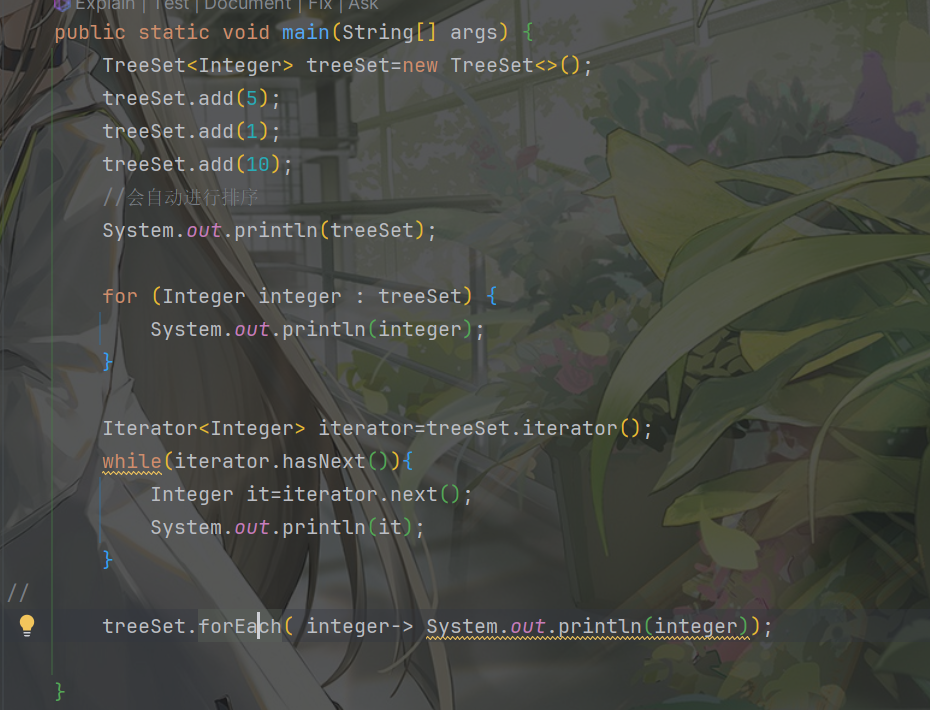 Explain | Test | Document | Fix | Ask
public static void main(String[] args) {
TreeSet<Integer> treeSet=new TreeSet<>();
treeSet.add(5);
treeSet.add(1);
treeSet.add(10);
//会自动进行排序
System.out.println(treeSet);
for (Integer integer : treeSet) {
System.out.println(integer);
}
Iterator<Integer> iterator=treeSet.iterator();
while(iterator.hasNext()){
Integer it=iterator.next();
System.out.println(it);
}
//
treeSet.forEach( integer-> System.out.println(integer));
}